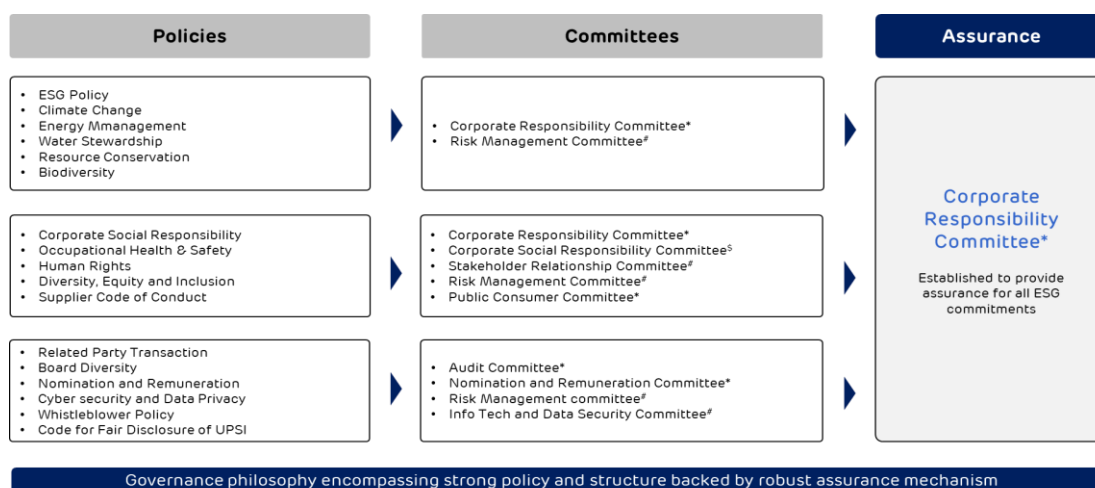 Policies
Committees
Assurance
• ESG Policy
• Climate Change
• Energy Mmanagement
• Water Stewardship
• Resource Conservation
• Biodiversity
• Corporate Responsibility Committee*
• Risk Management Committee#
• Corporate Social Responsibility
• Occupational Health & Safety
• Human Rights
• Diversity, Equity and Inclusion
• Supplier Code of Conduct
• Corporate Responsibility Committee*
• Corporate Social Responsibility Committee$
• Stakeholder Relationship Committee#
• Risk Management Committee#
• Public Consumer Committee*
• Related Party Transaction
• Board Diversity
• Nomination and Remuneration
• Cyber security and Data Privacy
• Whistleblower Policy
• Code for Fair Disclosure of UPSI
• Audit Committee*
• Nomination and Remuneration Committee*
• Risk Management committee#
• Info Tech and Data Security Committee#
Corporate
Responsibility
Committee*
Established to provide
assurance for all ESG
commitments
Governance philosophy encompassing strong policy and structure backed by robust assurance mechanism